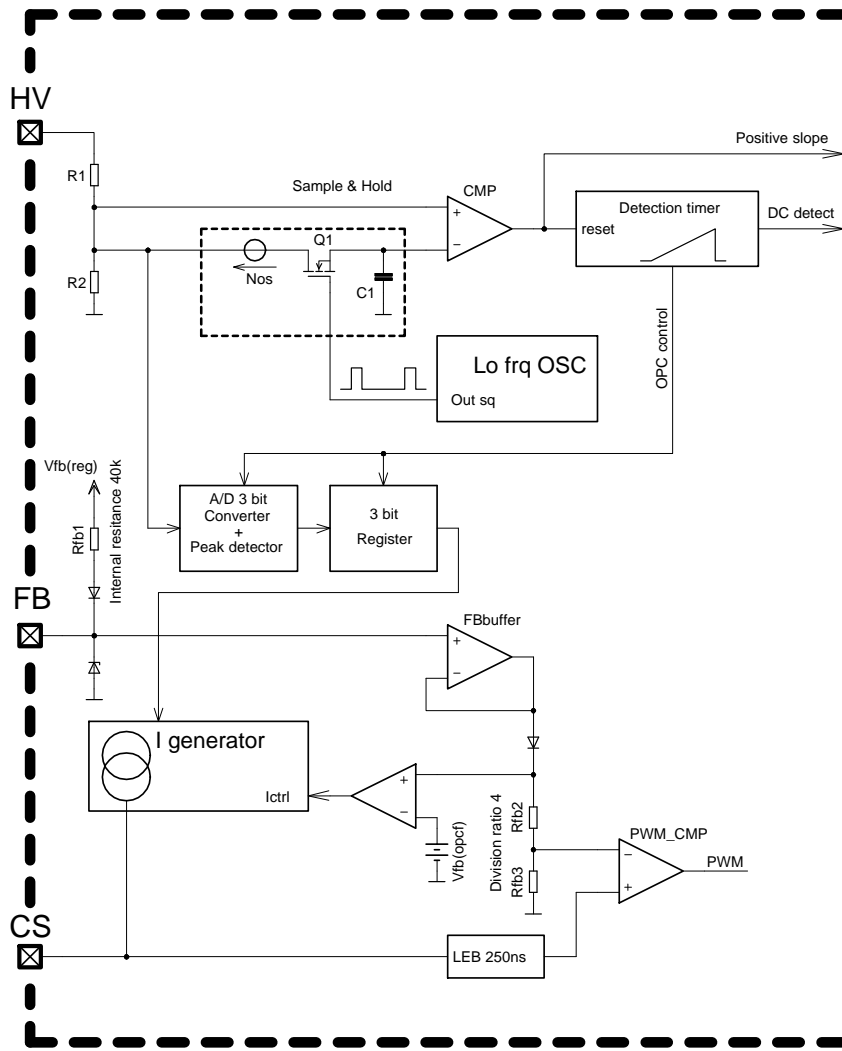 HV
R1
R2
Sample & Hold
Nos
Q1
C1
CMP
+
−
Positive slope
Detection timer
reset
DC detect
OPC control
Lo frq OSC
Out sq
Vfb(reg)
Rfb1
Internal resitance 40k
A/D 3 bit
Converter
+
Peak detector
3 bit
Register
FB
FBbuffer
+
−
I generator
Ictrl
+
−
Vfb(opcf)
Division ratio 4
Rfb2
Rfb3
PWM_CMP
−
+
PWM
CS
LEB 250ns